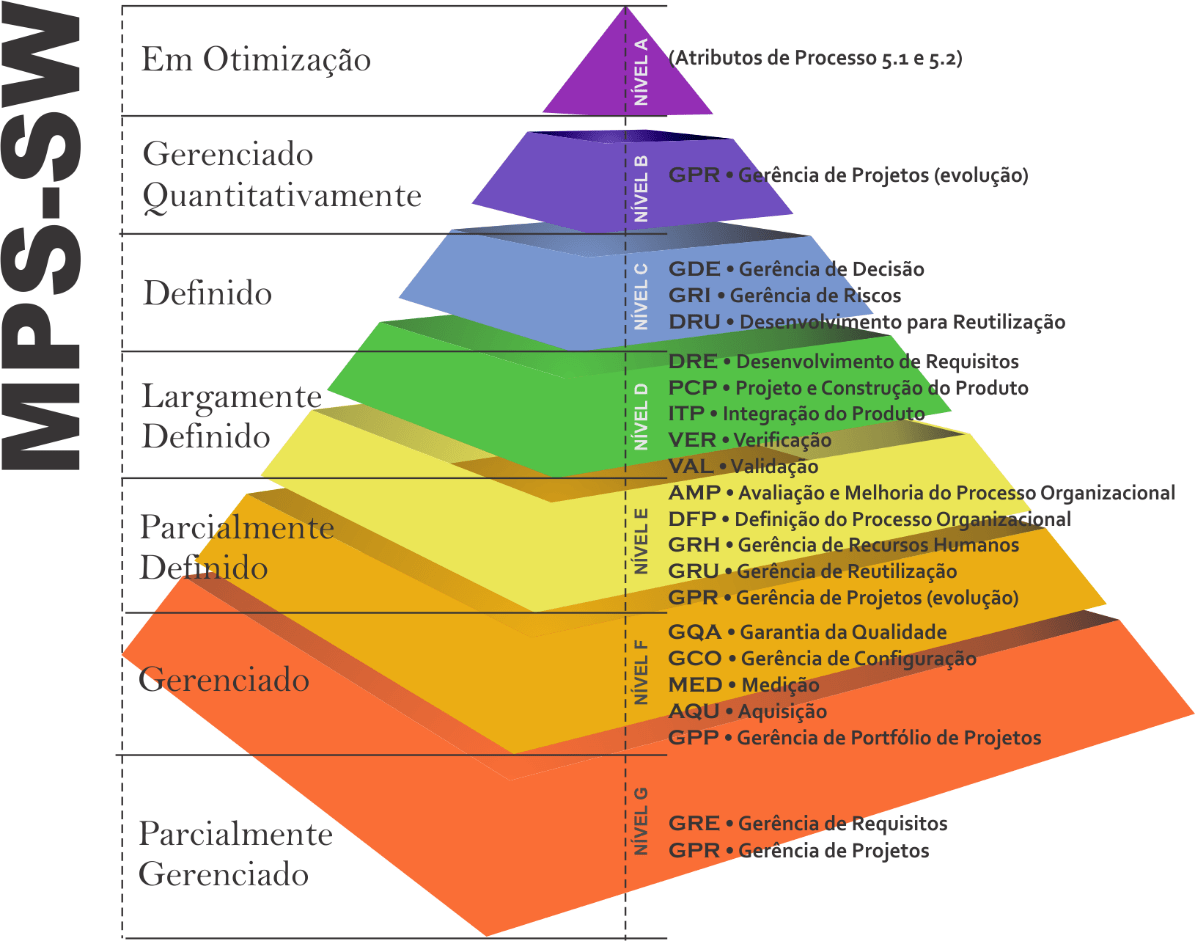 MPS-SW
Em Otimização
NÍVEL A
(Atributos de Processo 5.1 e 5.2)
Gerenciado
Quantitativamente
NÍVEL B
GPR • Gerência de Projetos (evolução)
Definido
NÍVEL C
GDE • Gerência de Decisão
GRI • Gerência de Riscos
DRU • Desenvolvimento para Reutilização
Largamente
Definido
NÍVEL D
DRE • Desenvolvimento de Requisitos
PCP • Projeto e Construção do Produto
ITP • Integração do Produto
VER • Verificação
VAL • Validação
Parcialmente
Definido
NÍVEL E
AMP • Avaliação e Melhoria do Processo Organizacional
DFP • Definição do Processo Organizacional
GRH • Gerência de Recursos Humanos
GRU • Gerência de Reutilização
GPR • Gerência de Projetos (evolução)
Gerenciado
NÍVEL F
GQA • Garantia da Qualidade
GCO • Gerência de Configuração
MED • Medição
AQU • Aquisição
GPP • Gerência de Portfólio de Projetos
Parcialmente
Gerenciado
NÍVEL G
GRE • Gerência de Requisitos
GPR • Gerência de Projetos